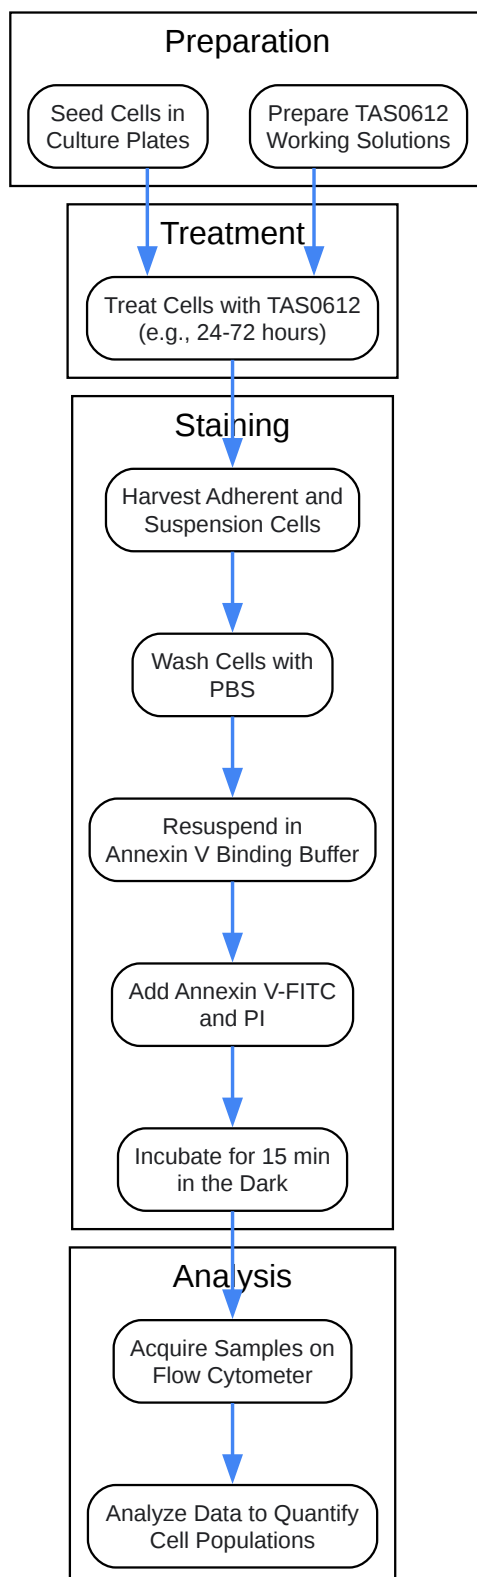 Preparation
Seed Cells in
Culture Plates
Prepare TAS0612
Working Solutions
Treatment
Treat Cells with TAS0612
(e.g., 24-72 hours)
Staining
Harvest Adherent and
Suspension Cells
Wash Cells with
PBS
Resuspend in
Annexin V Binding Buffer
Add Annexin V-FITC
and PI
Incubate for 15 min
in the Dark
Analysis
Acquire Samples on
Flow Cytometer
Analyze Data to Quantify
Cell Populations